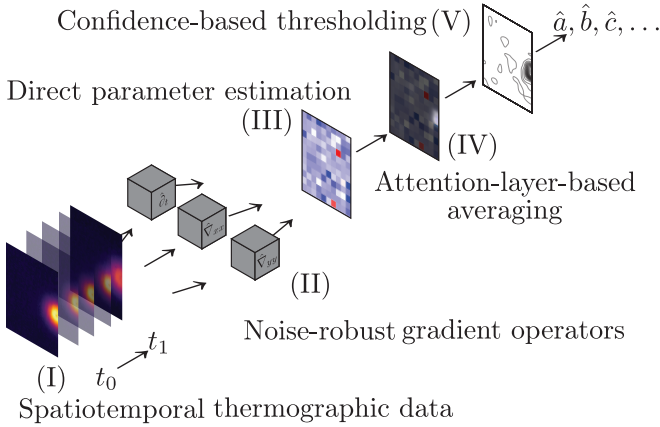 Confidence-based thresholding (V)
â, b̂, ĉ, …
Direct parameter estimation
(III)
(IV)
Attention-layer-based
averaging
∂̂ₜ
∇̂ₓₓ
∇̂yy
(II)
Noise-robust gradient operators
(I)
t₀
t₁
Spatiotemporal thermographic data